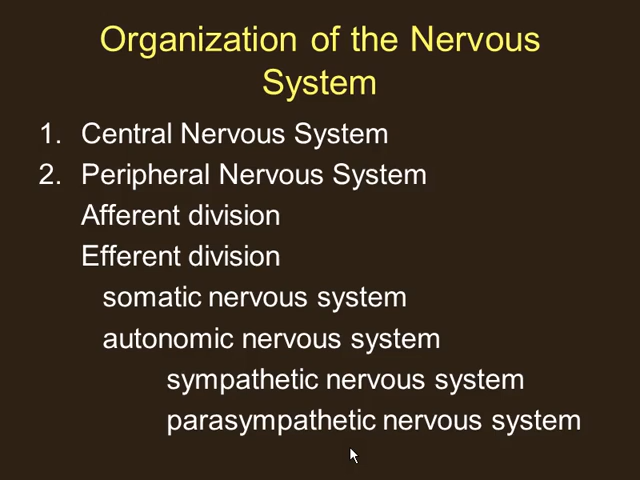 Organization of the Nervous
System
1. Central Nervous System
2. Peripheral Nervous System
Afferent division
Efferent division
somatic nervous system
autonomic nervous system
sympathetic nervous system
parasympathetic nervous system